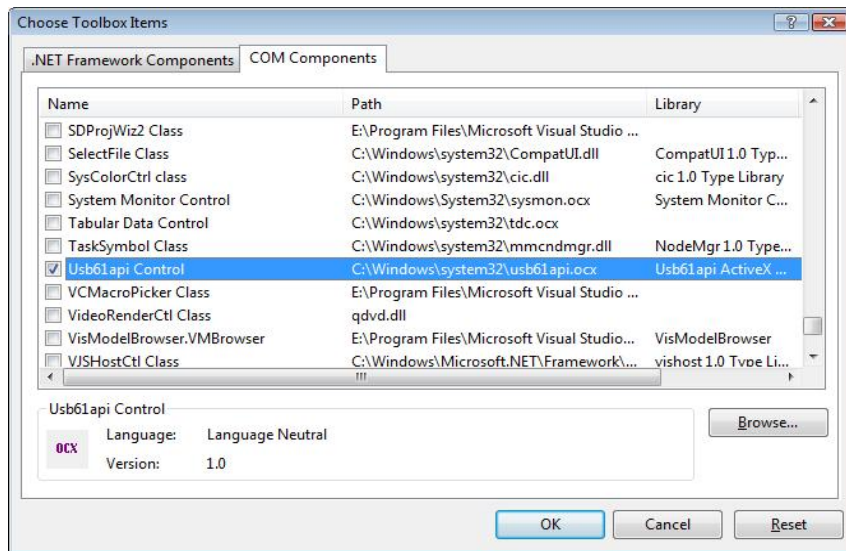 Choose Toolbox Items
.NET Framework Components COM Components
Name Path Library
SDProjWiz2 Class E:\Program Files\Microsoft Visual Studio ...
SelectFile Class C:\Windows\system32\CompatUI.dll CompatUI 1.0 Typ...
SysColorCtrl class C:\Windows\system32\cic.dll cic 1.0 Type Library
System Monitor Control C:\Windows\system32\sysmon.ocx System Monitor C...
Tabular Data Control C:\Windows\system32\tdc.ocx
TaskSymbol Class C:\Windows\system32\mmcndmgr.dll NodeMgr 1.0 Type...
Usb61api Control C:\Windows\system32\usb61api.ocx Usb61api ActiveX ...
VCMacroPicker Class E:\Program Files\Microsoft Visual Studio ...
VideoRenderCtl Class qdvd.dll
VisModelBrowser.VMBrowser E:\Program Files\Microsoft Visual Studio... VisModelBrowser
VJSHostCtl Class C:\Windows\Microsoft.NET\Framework\... vishost 1.0 Type Li...
Usb61api Control
Browse...
OCX
Language: Language Neutral
Version: 1.0
OK Cancel Reset